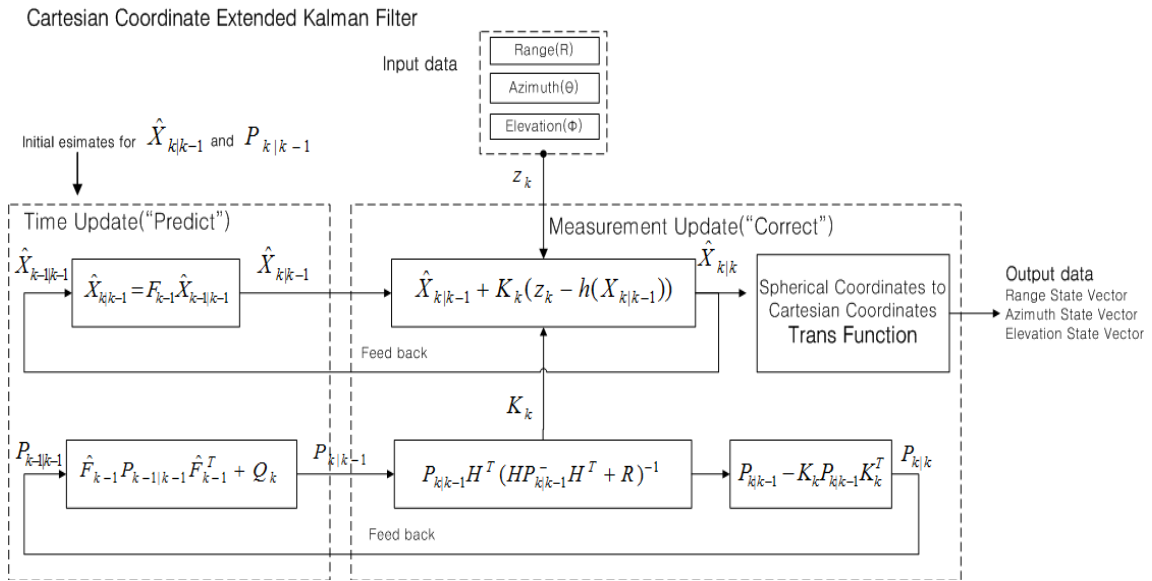 Cartesian Coordinate Extended Kalman Filter
Input data
Range(R)
Azimuth(θ)
Elevation(Φ)
Initial esimates for X̂ₖ|ₖ₋₁ and P ₖ|ₖ₋₁
zₖ
Time Update("Predict")
Measurement Update("Correct")
X̂ₖ₋₁|ₖ₋₁
X̂ₖ|ₖ₋₁ = Fₖ₋₁X̂ₖ₋₁|ₖ₋₁
X̂ₖ|ₖ₋₁
X̂ₖ|ₖ₋₁ + Kₖ(zₖ − h(Xₖ|ₖ₋₁))
X̂ₖ|ₖ
Spherical Coordinates to
Cartesian Coordinates
Trans Function
Output data
Range State Vector
Azimuth State Vector
Elevation State Vector
Feed back
Kₖ
Pₖ₋₁|ₖ₋₁
F̂ₖ₋₁Pₖ₋₁|ₖ₋₁F̂ᵀₖ₋₁ + Qₖ
Pₖ|ₖ₋₁
Pₖ|ₖ₋₁Hᵀ(HP⁻ₖ|ₖ₋₁Hᵀ + R)⁻¹
Pₖ|ₖ₋₁ − KₖPₖ|ₖ₋₁Kᵀₖ
Pₖ|ₖ
Feed back